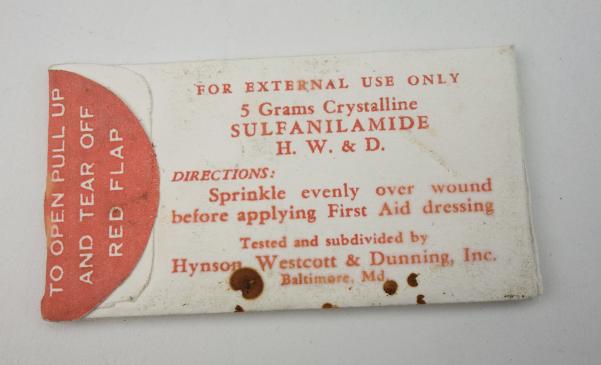 TO OPEN PULL UP
AND TEAR OFF
RED FLAP
FOR EXTERNAL USE ONLY
5 Grams Crystalline
SULFANILAMIDE
H. W. & D.
DIRECTIONS:
Sprinkle evenly over wound
before applying First Aid dressing
Tested and subdivided by
Hynson, Westcott & Dunning, Inc.
Baltimore, Md.